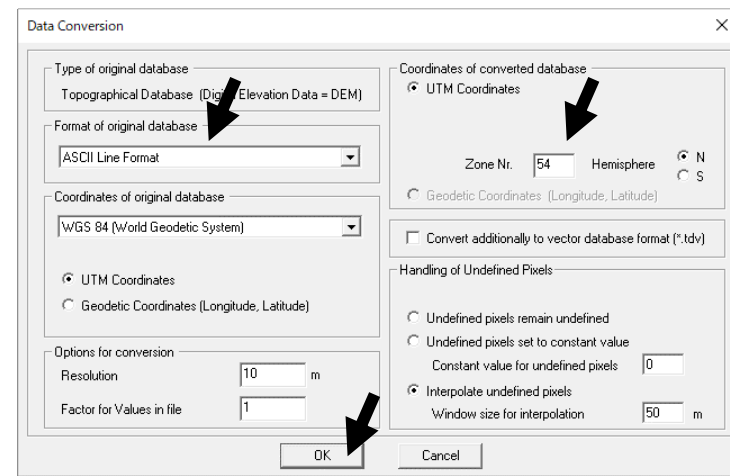 Data Conversion
Type of original database
Topographical Database (Digital Elevation Data = DEM)
Format of original database
ASCII Line Format
Coordinates of original database
WGS 84 (World Geodetic System)
UTM Coordinates
Geodetic Coordinates (Longitude, Latitude)
Options for conversion
Resolution 10 m
Factor for Values in file 1
Coordinates of converted database
UTM Coordinates
Zone Nr. 54 Hemisphere N
S
Geodetic Coordinates (Longitude, Latitude)
Convert additionally to vector database format (*.tdv)
Handling of Undefined Pixels
Undefined pixels remain undefined
Undefined pixels set to constant value
Constant value for undefined pixels 0
Interpolate undefined pixels
Window size for interpolation 50 m
OK Cancel